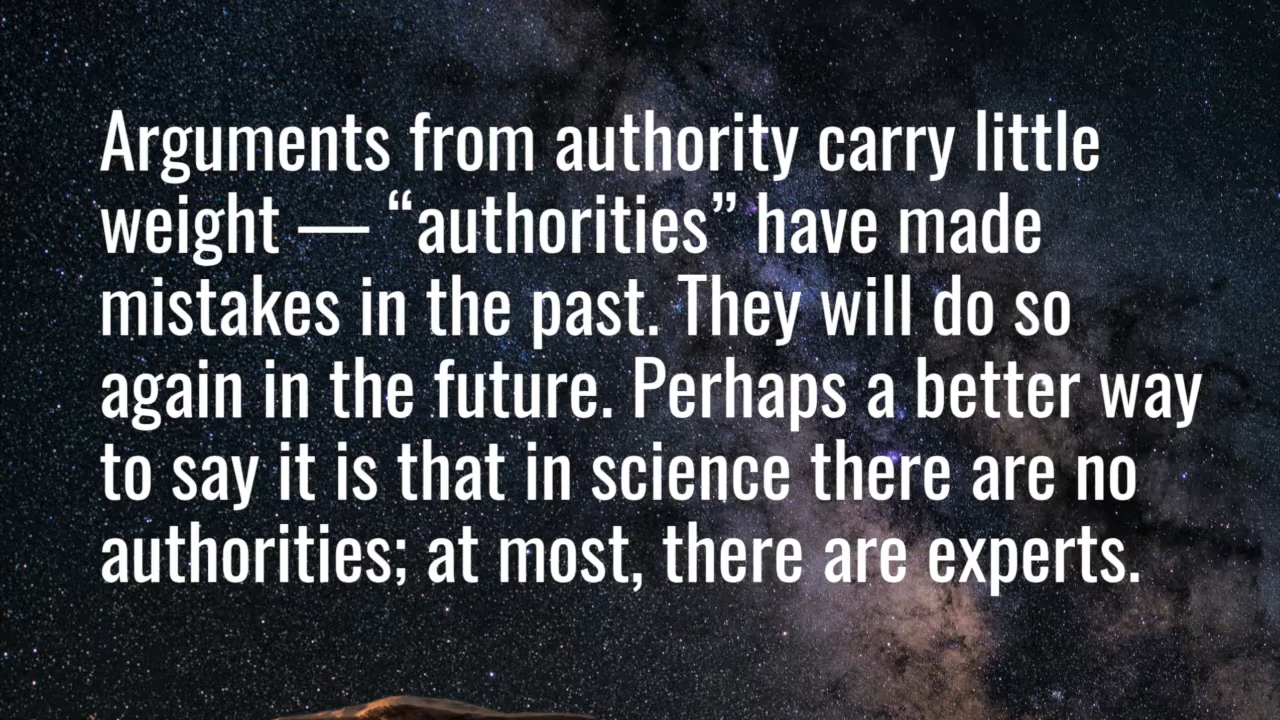 Arguments from authority carry little
weight — “authorities” have made
mistakes in the past. They will do so
again in the future. Perhaps a better way
to say it is that in science there are no
authorities; at most, there are experts.